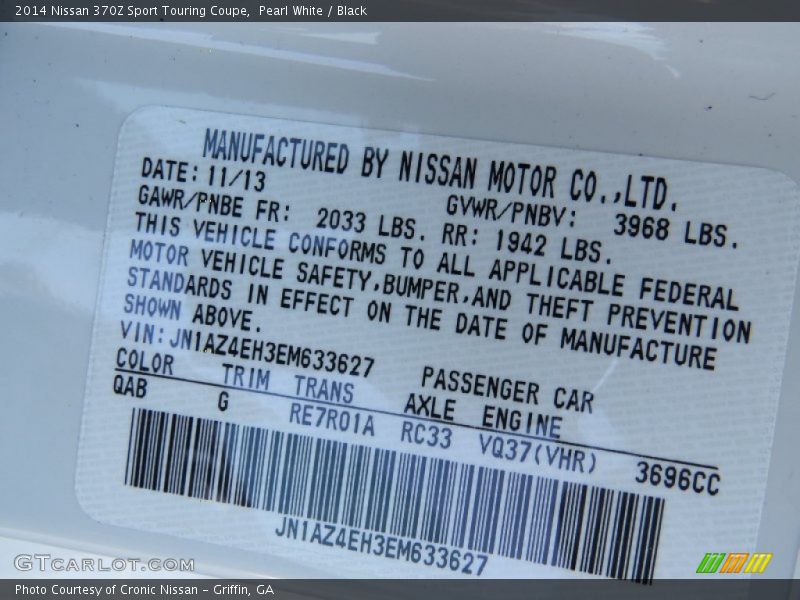 2014 Nissan 370Z Sport Touring Coupe,  Pearl White / Black
MANUFACTURED BY NISSAN MOTOR CO.,LTD.
DATE: 11/13 GVWR/PNBV: 3968 LBS.
GAWR/PNBE FR: 2033 LBS. RR: 1942 LBS.
THIS VEHICLE CONFORMS TO ALL APPLICABLE FEDERAL
MOTOR VEHICLE SAFETY,BUMPER,AND THEFT PREVENTION
STANDARDS IN EFFECT ON THE DATE OF MANUFACTURE
SHOWN ABOVE.
VIN: JN1AZ4EH3EM633627 PASSENGER CAR
COLOR TRIM TRANS AXLE ENGINE
QAB G RE7R01A RC33 VQ37(VHR) 3696CC
JN1AZ4EH3EM633627
GTCARLOT.COM
Photo Courtesy of Cronic Nissan - Griffin, GA